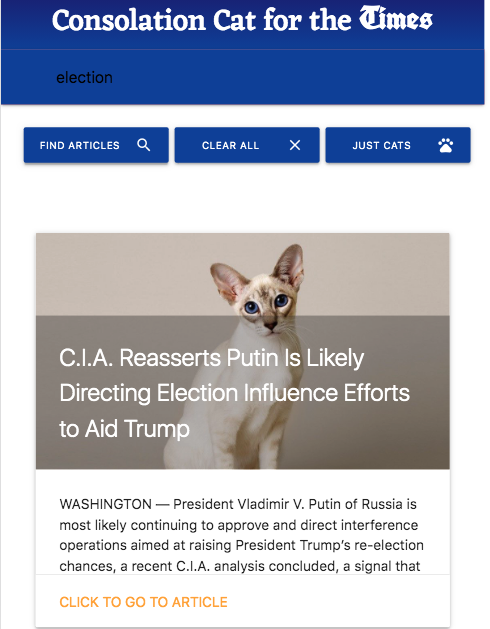 Consolation Cat for the Times
election
FIND ARTICLES CLEAR ALL JUST CATS
C.I.A. Reasserts Putin Is Likely
Directing Election Influence Efforts
to Aid Trump
WASHINGTON — President Vladimir V. Putin of Russia is
most likely continuing to approve and direct interference
operations aimed at raising President Trump’s re-election
chances, a recent C.I.A. analysis concluded, a signal that
CLICK TO GO TO ARTICLE